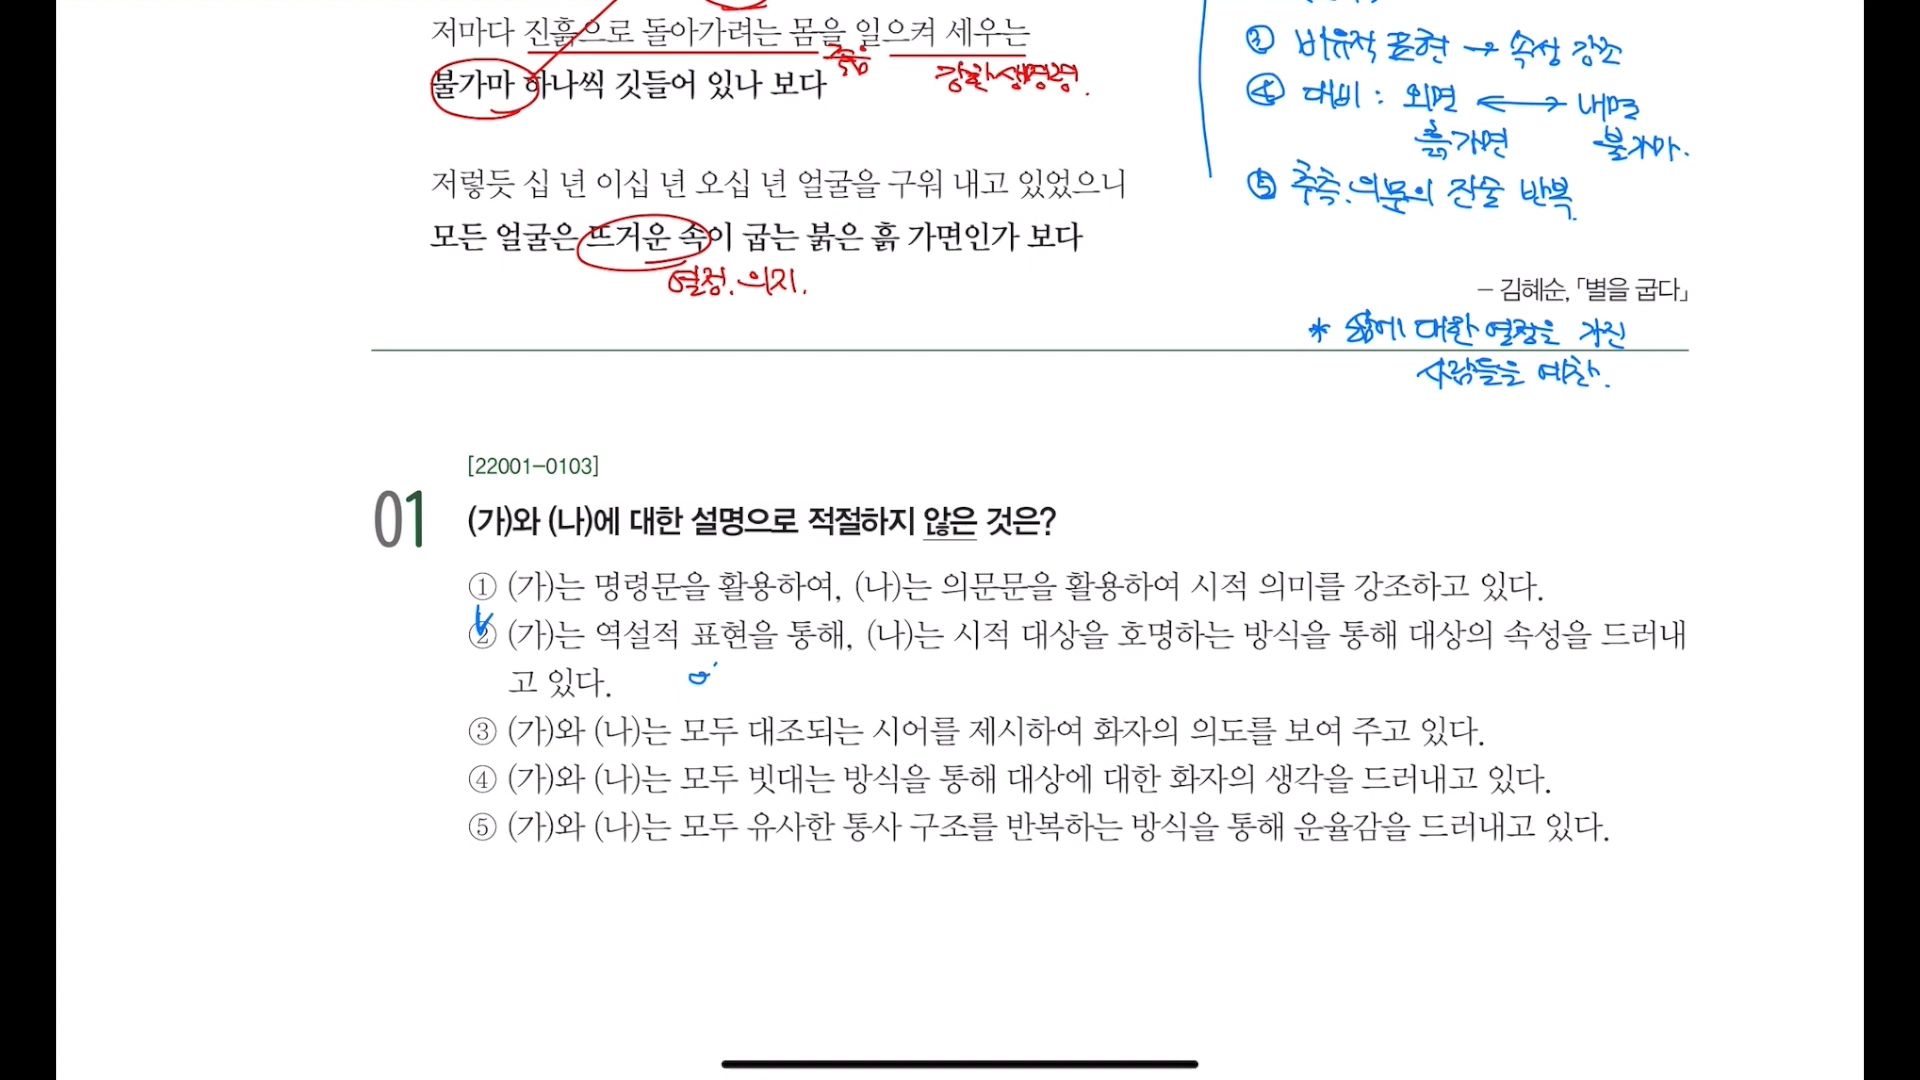 저마다 진흙으로 돌아가려는 몸을 일으켜 세우는
죽음
강한 생명력.
불가마 하나씩 깃들어 있나 보다
③ 비유적 표현 → 속성 강조
④ 대비 : 외면 ↔ 내면
흙가면 불가마.
⑤ 추측.의문의 진술 반복
저렇듯 십 년 이십 년 오십 년 얼굴을 구워 내고 있었으니
모든 얼굴은 뜨거운 속이 굽는 붉은 흙 가면인가 보다
열정.의지.
– 김혜순, 「별을 굽다」
* 삶에 대한 열정을 가진
사람들을 예찬.
[22001-0103]
01 (가)와 (나)에 대한 설명으로 적절하지 않은 것은?
① (가)는 명령문을 활용하여, (나)는 의문문을 활용하여 시적 의미를 강조하고 있다.
② (가)는 역설적 표현을 통해, (나)는 시적 대상을 호명하는 방식을 통해 대상의 속성을 드러내
고 있다.
③ (가)와 (나)는 모두 대조되는 시어를 제시하여 화자의 의도를 보여 주고 있다.
④ (가)와 (나)는 모두 빗대는 방식을 통해 대상에 대한 화자의 생각을 드러내고 있다.
⑤ (가)와 (나)는 모두 유사한 통사 구조를 반복하는 방식을 통해 운율감을 드러내고 있다.